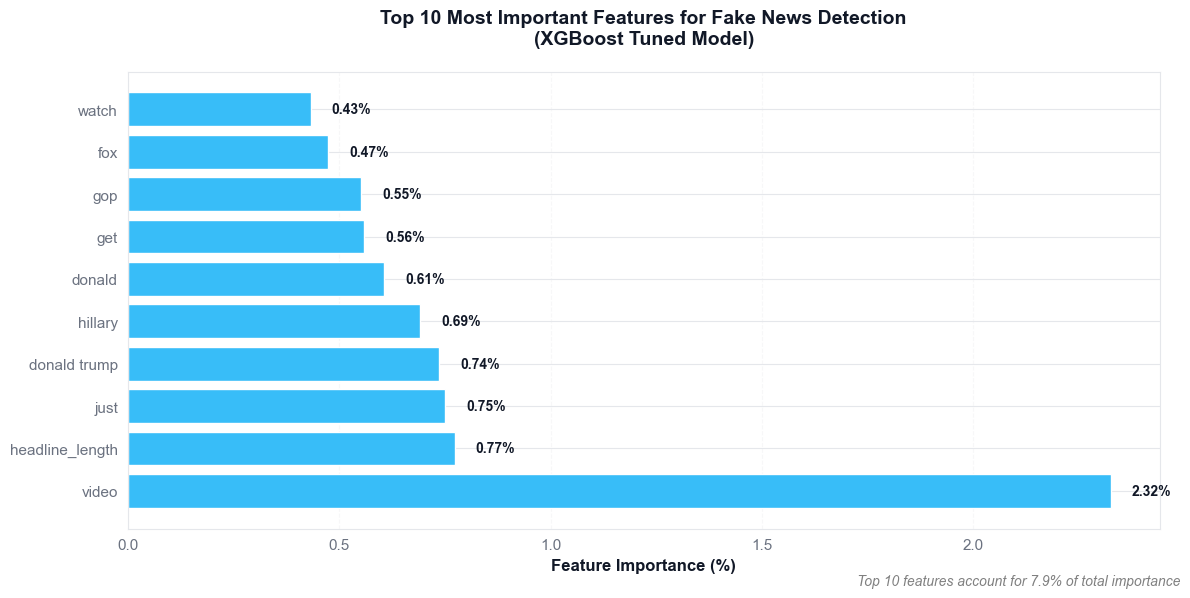 Top 10 Most Important Features for Fake News Detection
(XGBoost Tuned Model)
watch 0.43%
fox 0.47%
gop 0.55%
get 0.56%
donald 0.61%
hillary 0.69%
donald trump 0.74%
just 0.75%
headline_length 0.77%
video 2.32%
0.0 0.5 1.0 1.5 2.0
Feature Importance (%)
Top 10 features account for 7.9% of total importance